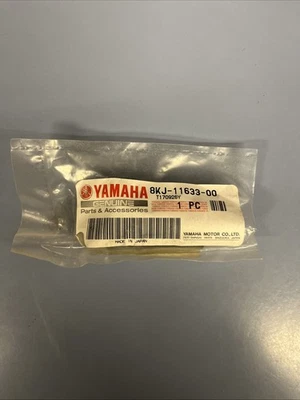 YAMAHA
GENUINE
Parts & Accessories
8KJ-11633-00
T170926Y
1 PC
MADE IN JAPAN
YAMAHA MOTOR CO., LTD.